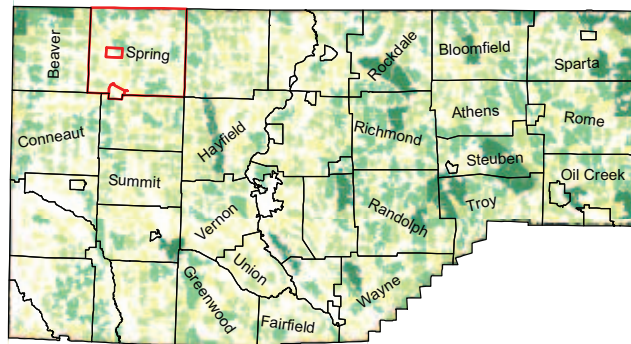 Beaver
Spring
Rockdale
Bloomfield
Sparta
Conneaut
Hayfield
Richmond
Athens
Rome
Summit
Steuben
Oil Creek
Vernon
Randolph
Troy
Union
Greenwood
Wayne
Fairfield